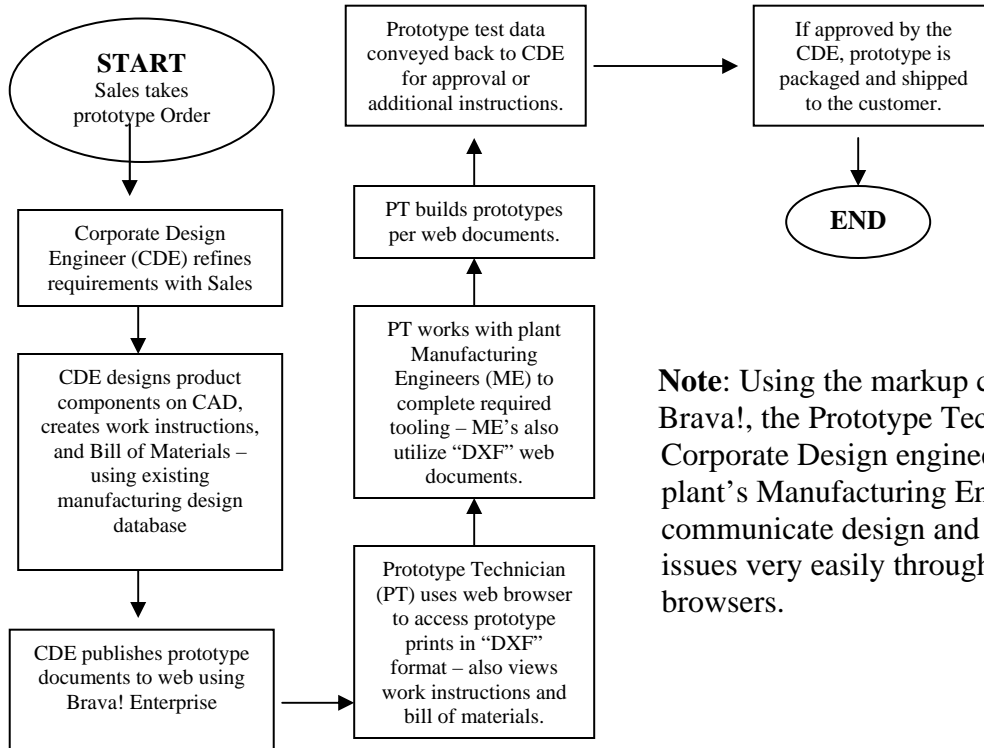 START
Sales takes
prototype Order
Corporate Design
Engineer (CDE) refines
requirements with Sales
CDE designs product
components on CAD,
creates work instructions,
and Bill of Materials –
using existing
manufacturing design
database
CDE publishes prototype
documents to web using
Brava! Enterprise
Prototype Technician
(PT) uses web browser
to access prototype
prints in “DXF”
format – also views
work instructions and
bill of materials.
PT works with plant
Manufacturing
Engineers (ME) to
complete required
tooling – ME’s also
utilize “DXF” web
documents.
PT builds prototypes
per web documents.
Prototype test data
conveyed back to CDE
for approval or
additional instructions.
If approved by the
CDE, prototype is
packaged and shipped
to the customer.
END
Note: Using the markup
Brava!, the Prototype
Corporate Design
plant’s Manufacturing
communicate design and
issues very easily
browsers.